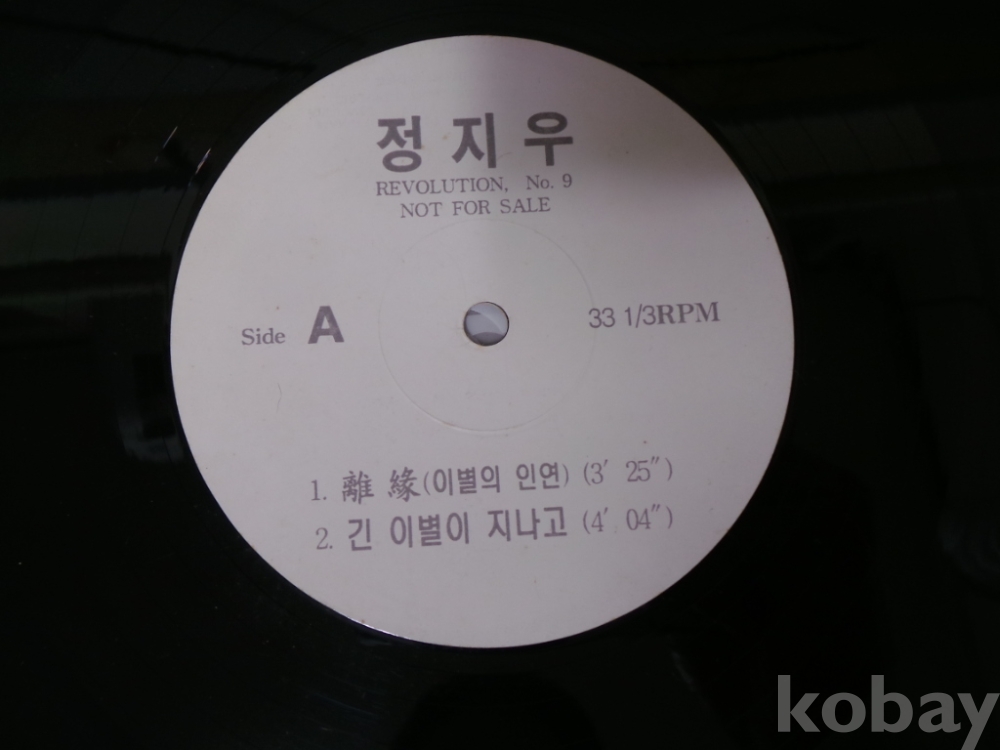 정지우
REVOLUTION, No. 9
NOT FOR SALE
Side A
33 1/3RPM
1. 離緣(이별의 인연) (3′ 25″)
2. 긴 이별이 지나고 (4′ 04″)
kobay